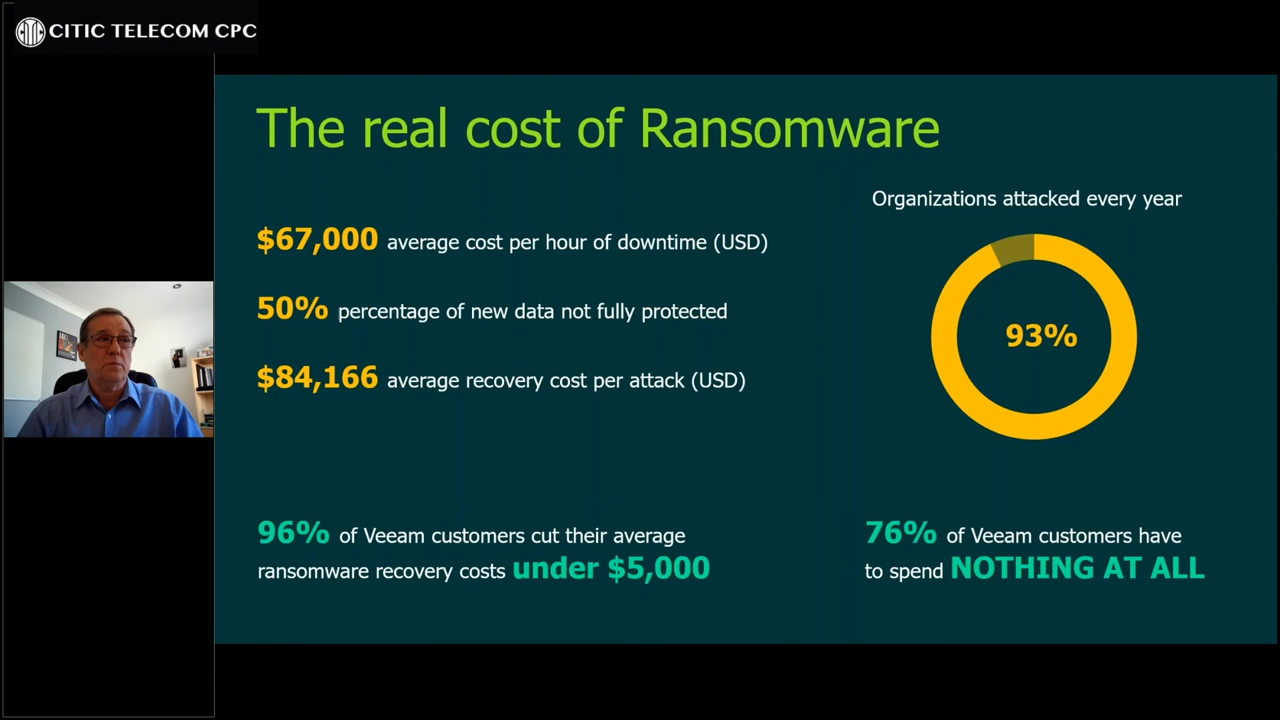 CITIC TELECOM CPC
The real cost of Ransomware
$67,000 average cost per hour of downtime (USD)
50% percentage of new data not fully protected
$84,166 average recovery cost per attack (USD)
Organizations attacked every year
93%
96% of Veeam customers cut their average
ransomware recovery costs under $5,000
76% of Veeam customers have
to spend NOTHING AT ALL